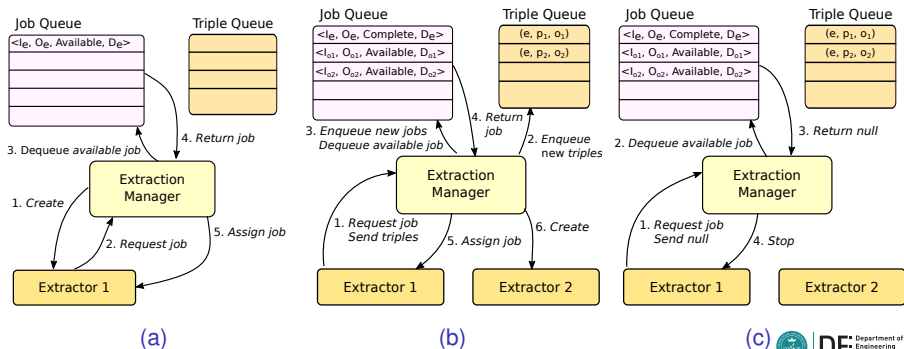 Job Queue
Triple Queue
<Ie, Oe, Available, De>
4. Return job
3. Dequeue available job
Extraction
Manager
1. Create
2. Request job
5. Assign job
Extractor 1
(a)
Job Queue
Triple Queue
<Ie, Oe, Complete, De>
<Io1, Oo1, Available, Do1>
<Io2, Oo2, Available, Do2>
(e, p1, o1)
(e, p2, o2)
3. Enqueue new jobs
Dequeue available job
4. Return
job
2. Enqueue
new triples
Extraction
Manager
1. Request job
Send triples
5. Assign job
6. Create
Extractor 1
Extractor 2
(b)
Job Queue
Triple Queue
<Ie, Oe, Complete, De>
<Io1, Oo1, Available, Do1>
<Io2, Oo2, Available, Do2>
(e, p1, o1)
(e, p2, o2)
3. Return null
2. Dequeue available job
Extraction
Manager
1. Request job
Send null
4. Stop
Extractor 1
Extractor 2
(c)
Department of
Engineering